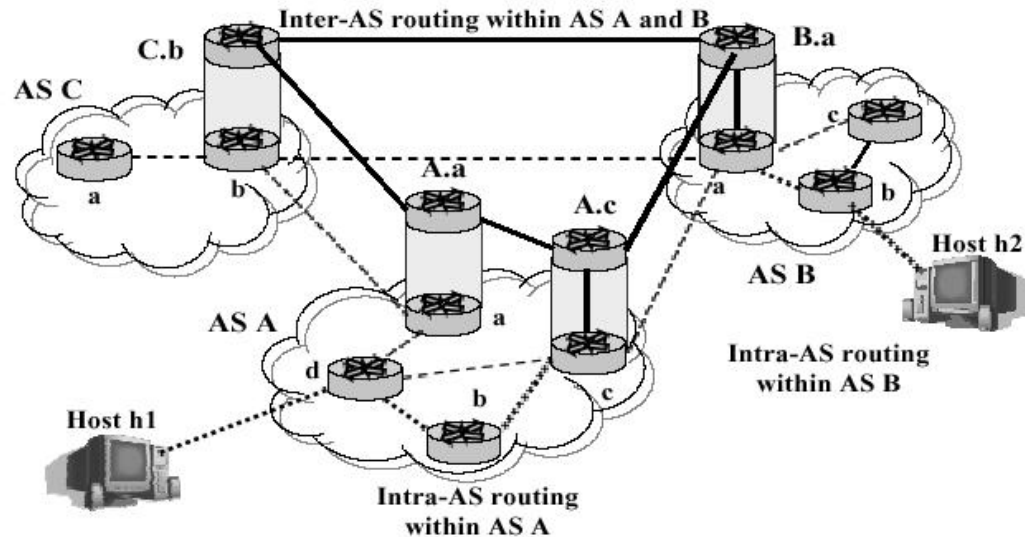 Inter-AS routing within AS A and B
C.b
B.a
AS C
c
a
b
A.a
A.c
a
b
Host h2
AS B
AS A
a
d
b
c
Intra-AS routing
within AS B
Host h1
Intra-AS routing
within AS A